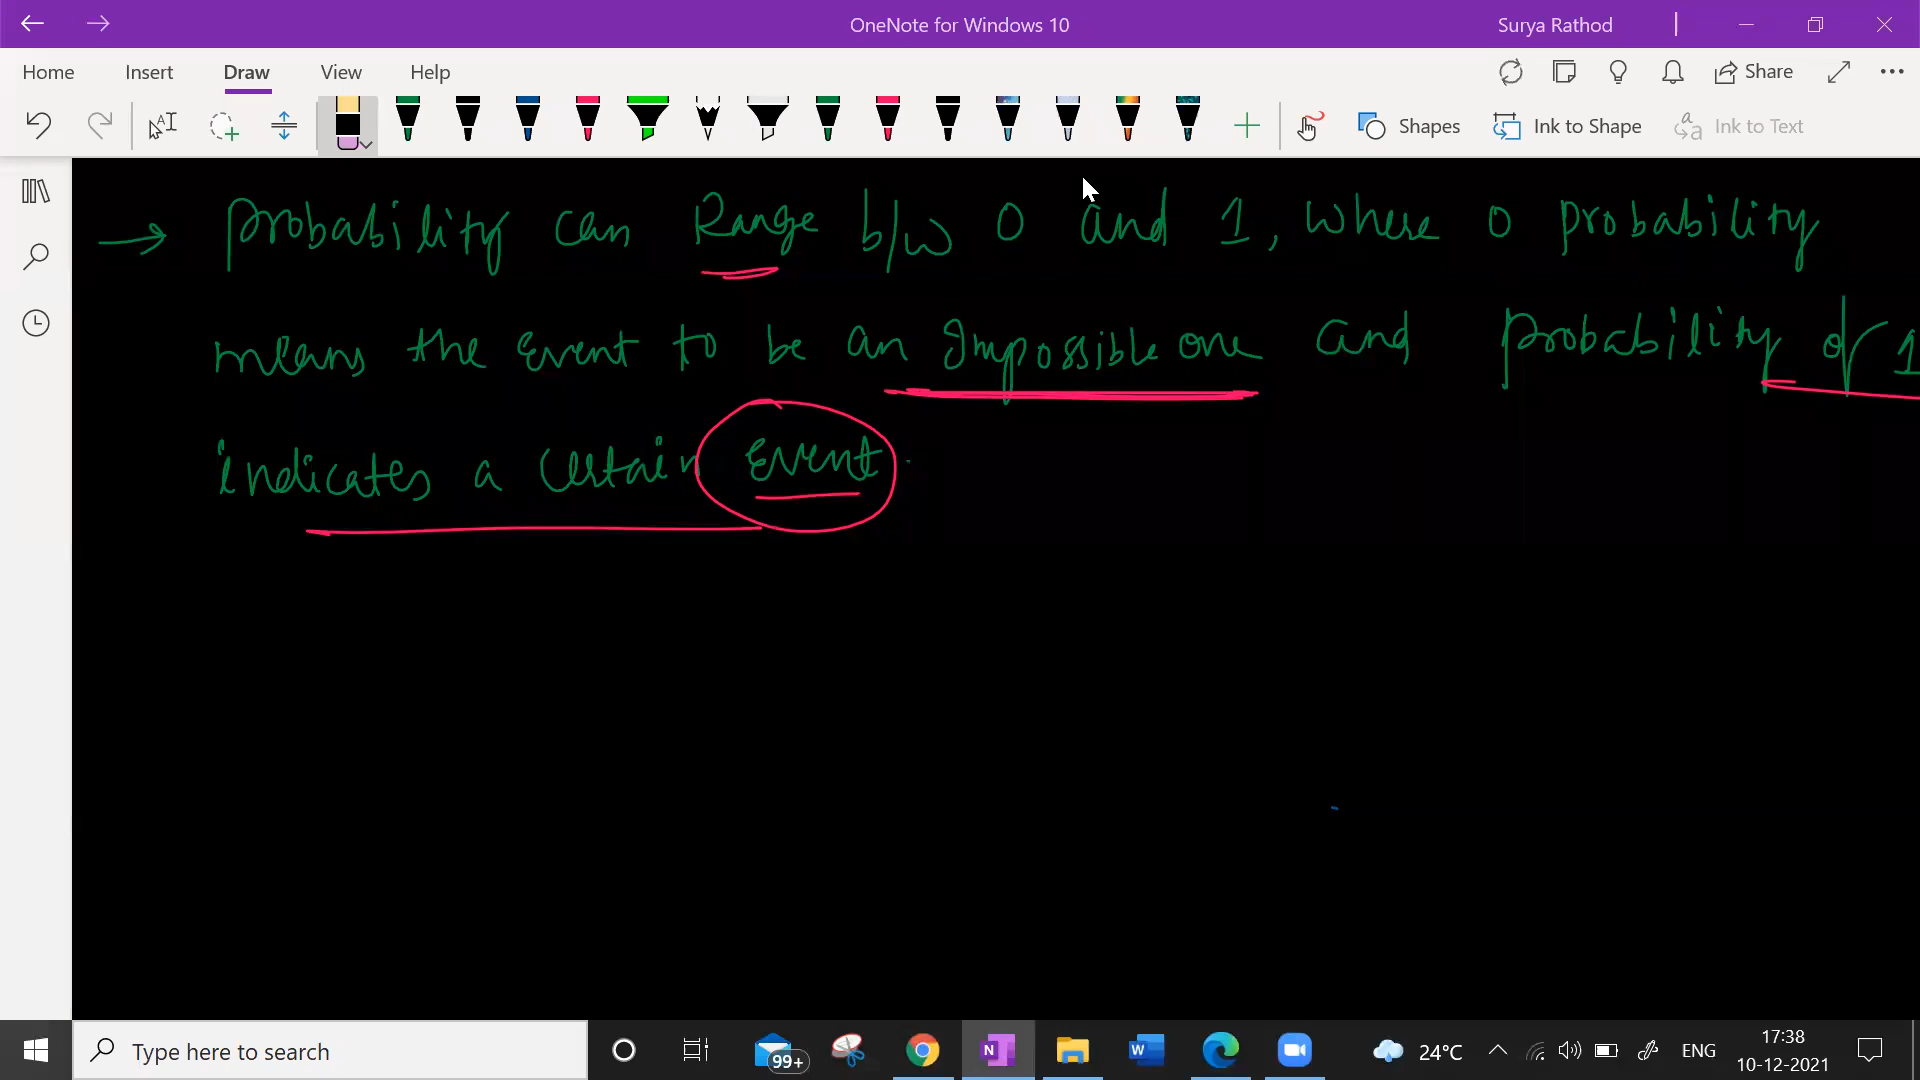 OneNote for Windows 10
Surya Rathod
Home Insert Draw View Help
Share
Shapes Ink to Shape Ink to Text
→ probability can Range b/w 0 and 1, where 0 probability
means the Event to be an Impossible one and probability of 1
indicates a certain Event.
Type here to search
99+
24°C
ENG
17:38
10-12-2021